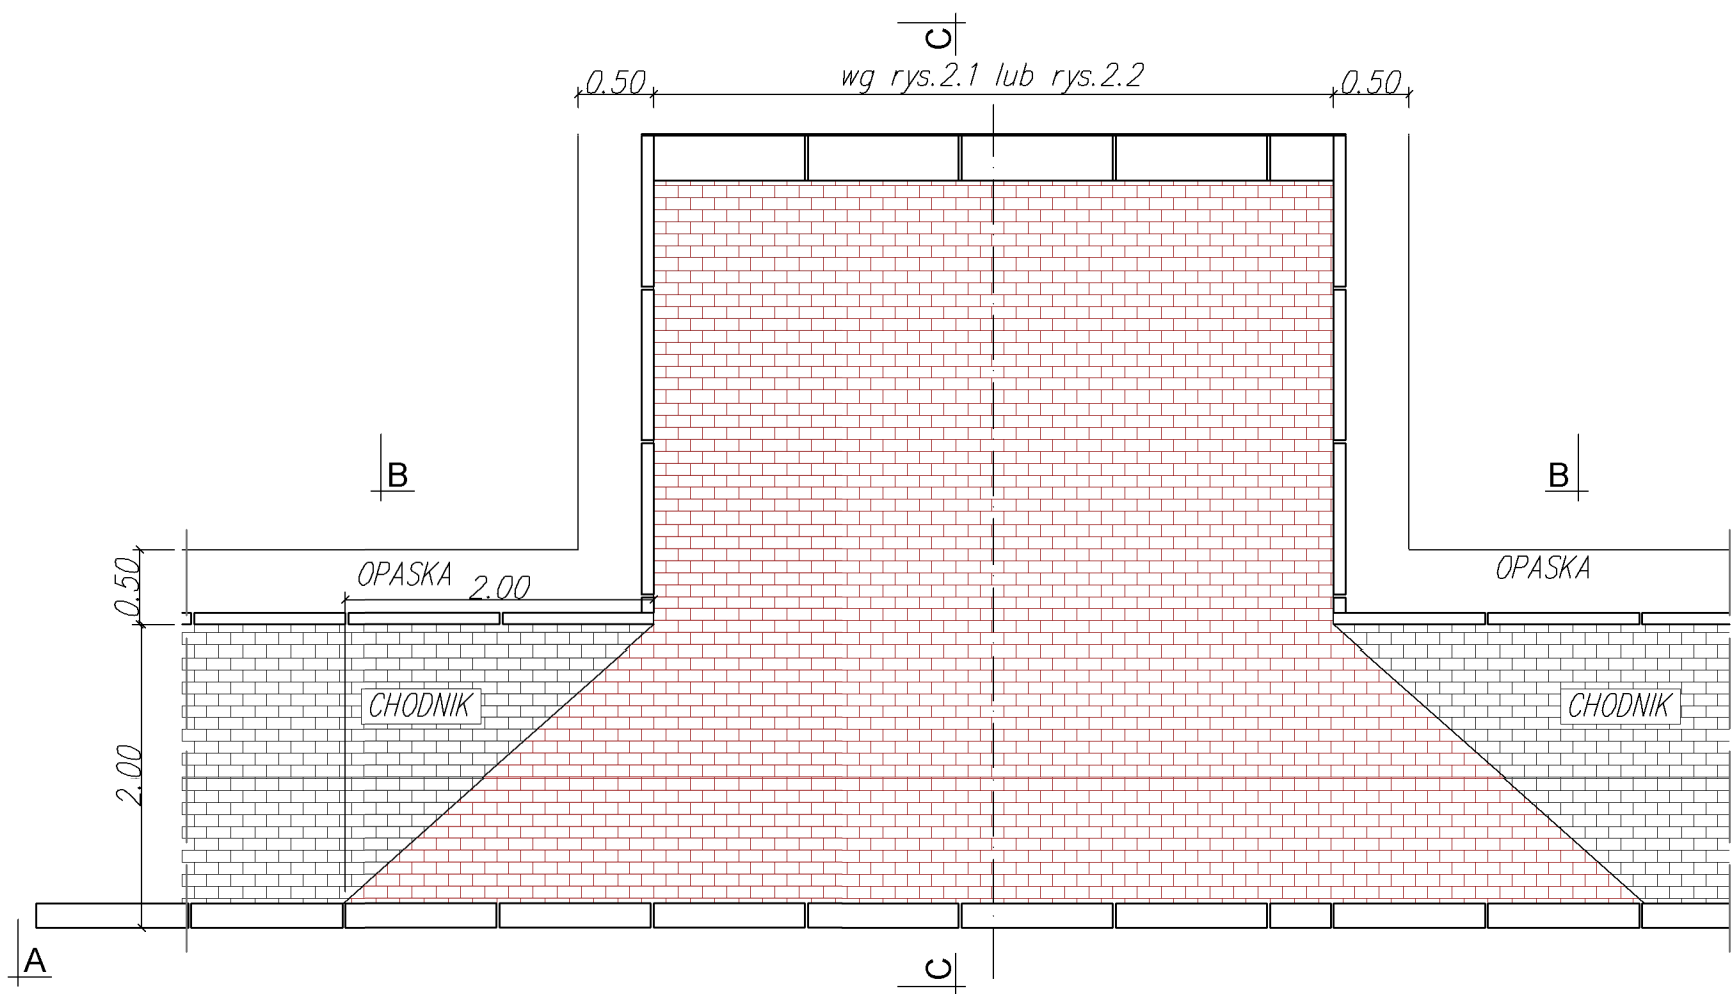 C
0.50
wg rys.2.1 lub rys.2.2
0.50
B
B
0.50
OPASKA
2.00
OPASKA
CHODNIK
CHODNIK
2.00
A
C